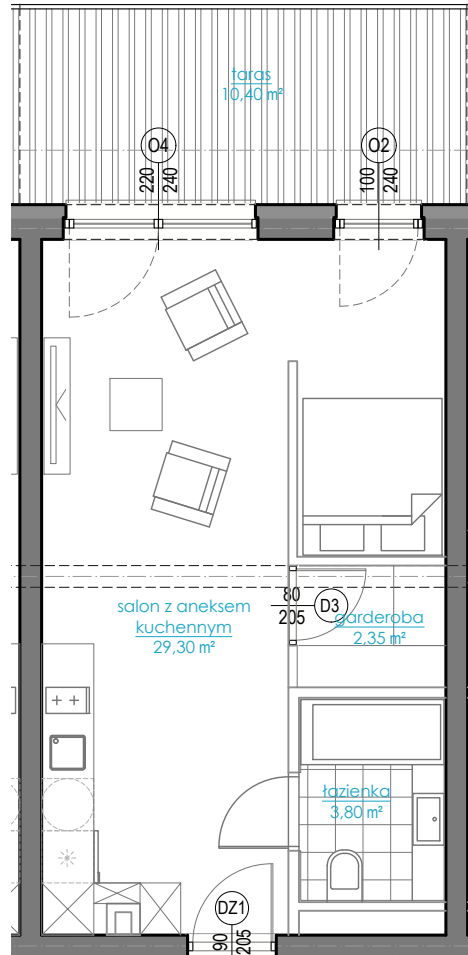 taras
10,40 m²
O4
220
240
O2
100
240
salon z aneksem
kuchennym
29,30 m²
80
205
D3
garderoba
2,35 m²
łazienka
3,80 m²
DZ1
90
205